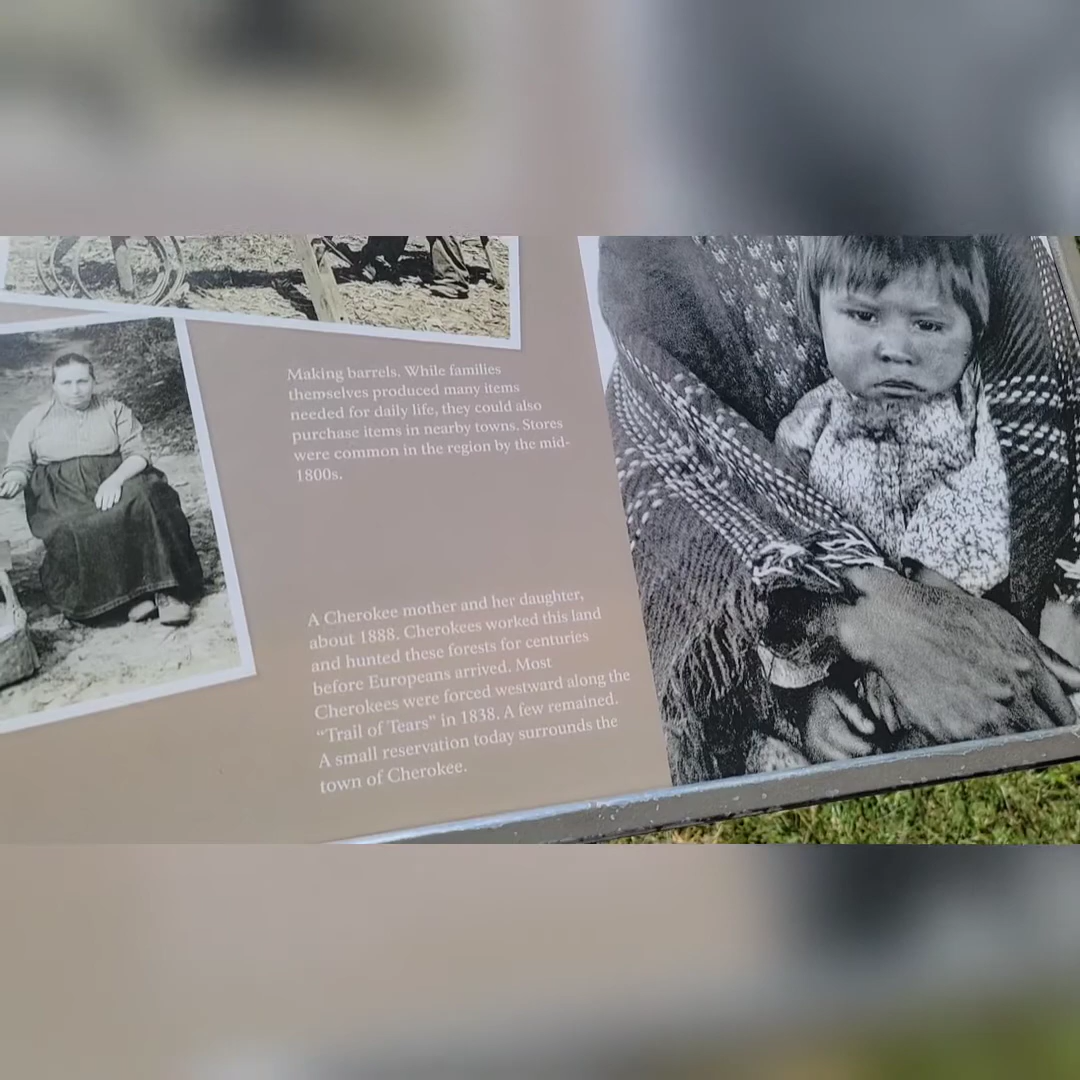 Making barrels. While families
themselves produced many items
needed for daily life, they could also
purchase items in nearby towns. Stores
were common in the region by the mid-
1800s.
A Cherokee mother and her daughter,
about 1888. Cherokees worked this land
and hunted these forests for centuries
before Europeans arrived. Most
Cherokees were forced westward along the
“Trail of Tears” in 1838. A few remained.
A small reservation today surrounds the
town of Cherokee.